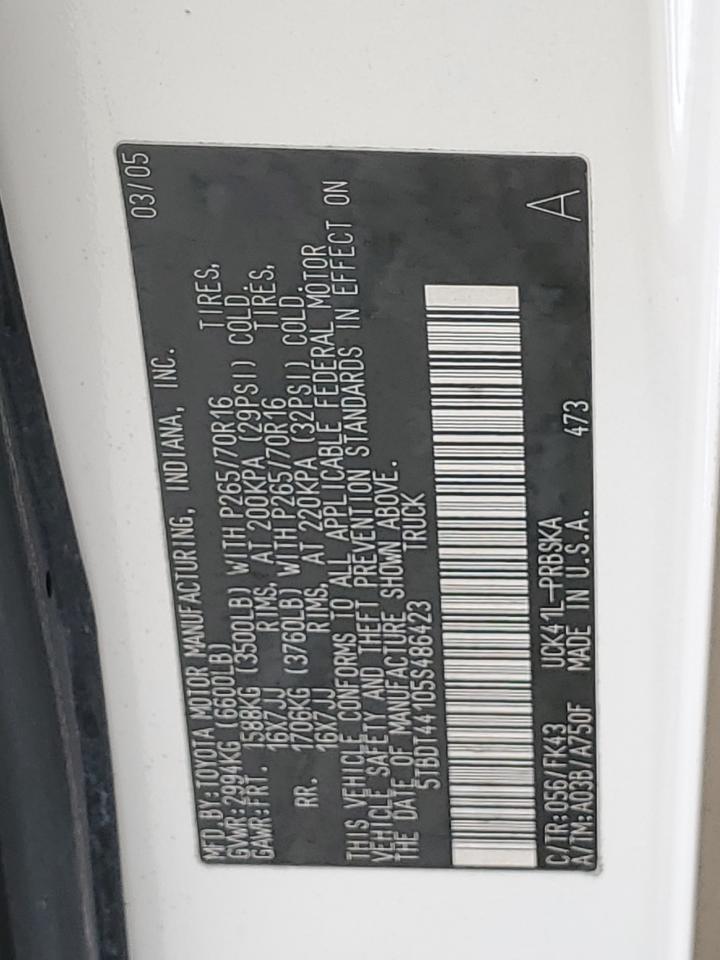 MFD.BY:TOYOTA MOTOR MANUFACTURING, INDIANA, INC. 03/05
GVWR:2994KG (6600LB)
GAWR:FRT. 1588KG (3500LB) WITH P265/70R16 TIRES,
16X7JJ RIMS, AT 200KPA (29PSI) COLD.
RR. 1706KG (3760LB) WITH P265/70R16 TIRES,
16X7JJ RIMS, AT 220KPA (32PSI) COLD.
THIS VEHICLE CONFORMS TO ALL APPLICABLE FEDERAL MOTOR
VEHICLE SAFETY AND THEFT PREVENTION STANDARDS IN EFFECT ON
THE DATE OF MANUFACTURE SHOWN ABOVE.
5TBDT44105S486423 TRUCK
C/TR:056/FK43 UCK41L-PRBSKA 473 A
A/TM:A03B/A750F MADE IN U.S.A.